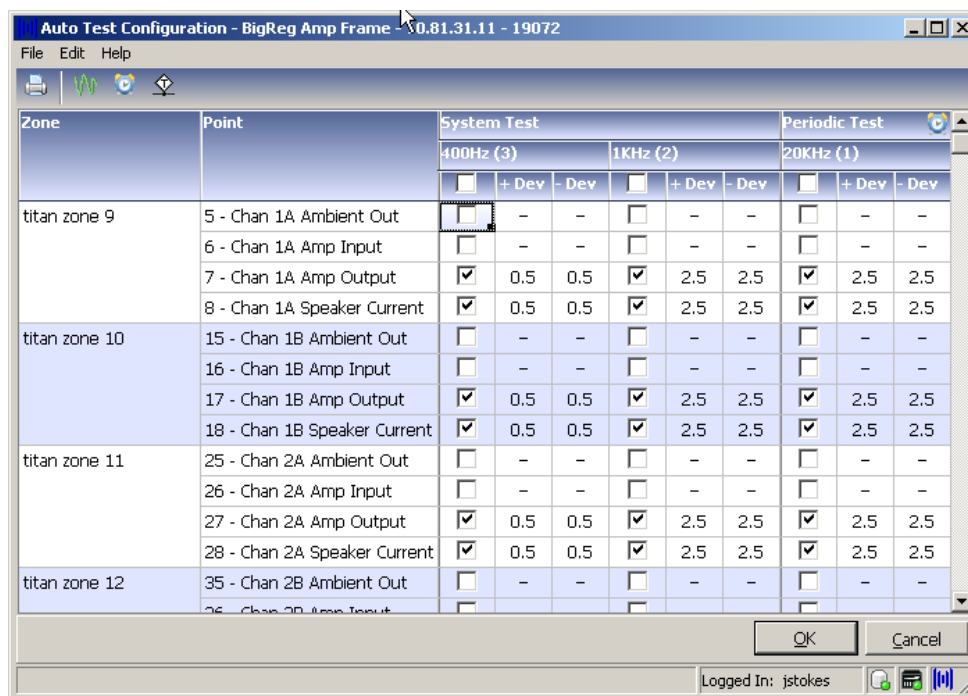 Auto Test Configuration - BigReg Amp Frame - 0.81.31.11 - 19072
File Edit Help
Zone Point System Test Periodic Test
400Hz (3) 1KHz (2) 20KHz (1)
+ Dev - Dev + Dev - Dev + Dev - Dev
titan zone 9 5 - Chan 1A Ambient Out – – – – – –
6 - Chan 1A Amp Input – – – – – –
7 - Chan 1A Amp Output 0.5 0.5 2.5 2.5 2.5 2.5
8 - Chan 1A Speaker Current 0.5 0.5 2.5 2.5 2.5 2.5
titan zone 10 15 - Chan 1B Ambient Out – – – – – –
16 - Chan 1B Amp Input – – – – – –
17 - Chan 1B Amp Output 0.5 0.5 2.5 2.5 2.5 2.5
18 - Chan 1B Speaker Current 0.5 0.5 2.5 2.5 2.5 2.5
titan zone 11 25 - Chan 2A Ambient Out – – – – – –
26 - Chan 2A Amp Input – – – – – –
27 - Chan 2A Amp Output 0.5 0.5 2.5 2.5 2.5 2.5
28 - Chan 2A Speaker Current 0.5 0.5 2.5 2.5 2.5 2.5
titan zone 12 35 - Chan 2B Ambient Out – – – – – –
OK Cancel
Logged In: jstokes